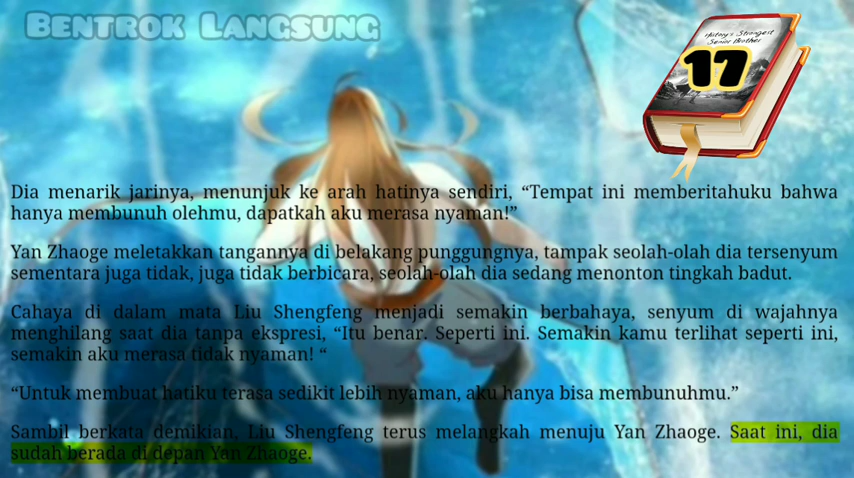 Bentrok Langsung
History's Strongest
Senior Brother
17
Dia menarik jarinya, menunjuk ke arah hatinya sendiri, “Tempat ini memberitahuku bahwa
hanya membunuh olehmu, dapatkah aku merasa nyaman!”
Yan Zhaoge meletakkan tangannya di belakang punggungnya, tampak seolah-olah dia tersenyum
sementara juga tidak, juga tidak berbicara, seolah-olah dia sedang menonton tingkah badut.
Cahaya di dalam mata Liu Shengfeng menjadi semakin berbahaya, senyum di wajahnya
menghilang saat dia tanpa ekspresi, “Itu benar. Seperti ini. Semakin kamu terlihat seperti ini,
semakin aku merasa tidak nyaman! “
“Untuk membuat hatiku terasa sedikit lebih nyaman, aku hanya bisa membunuhmu.”
Sambil berkata demikian, Liu Shengfeng terus melangkah menuju Yan Zhaoge. Saat ini, dia
sudah berada di depan Yan Zhaoge.